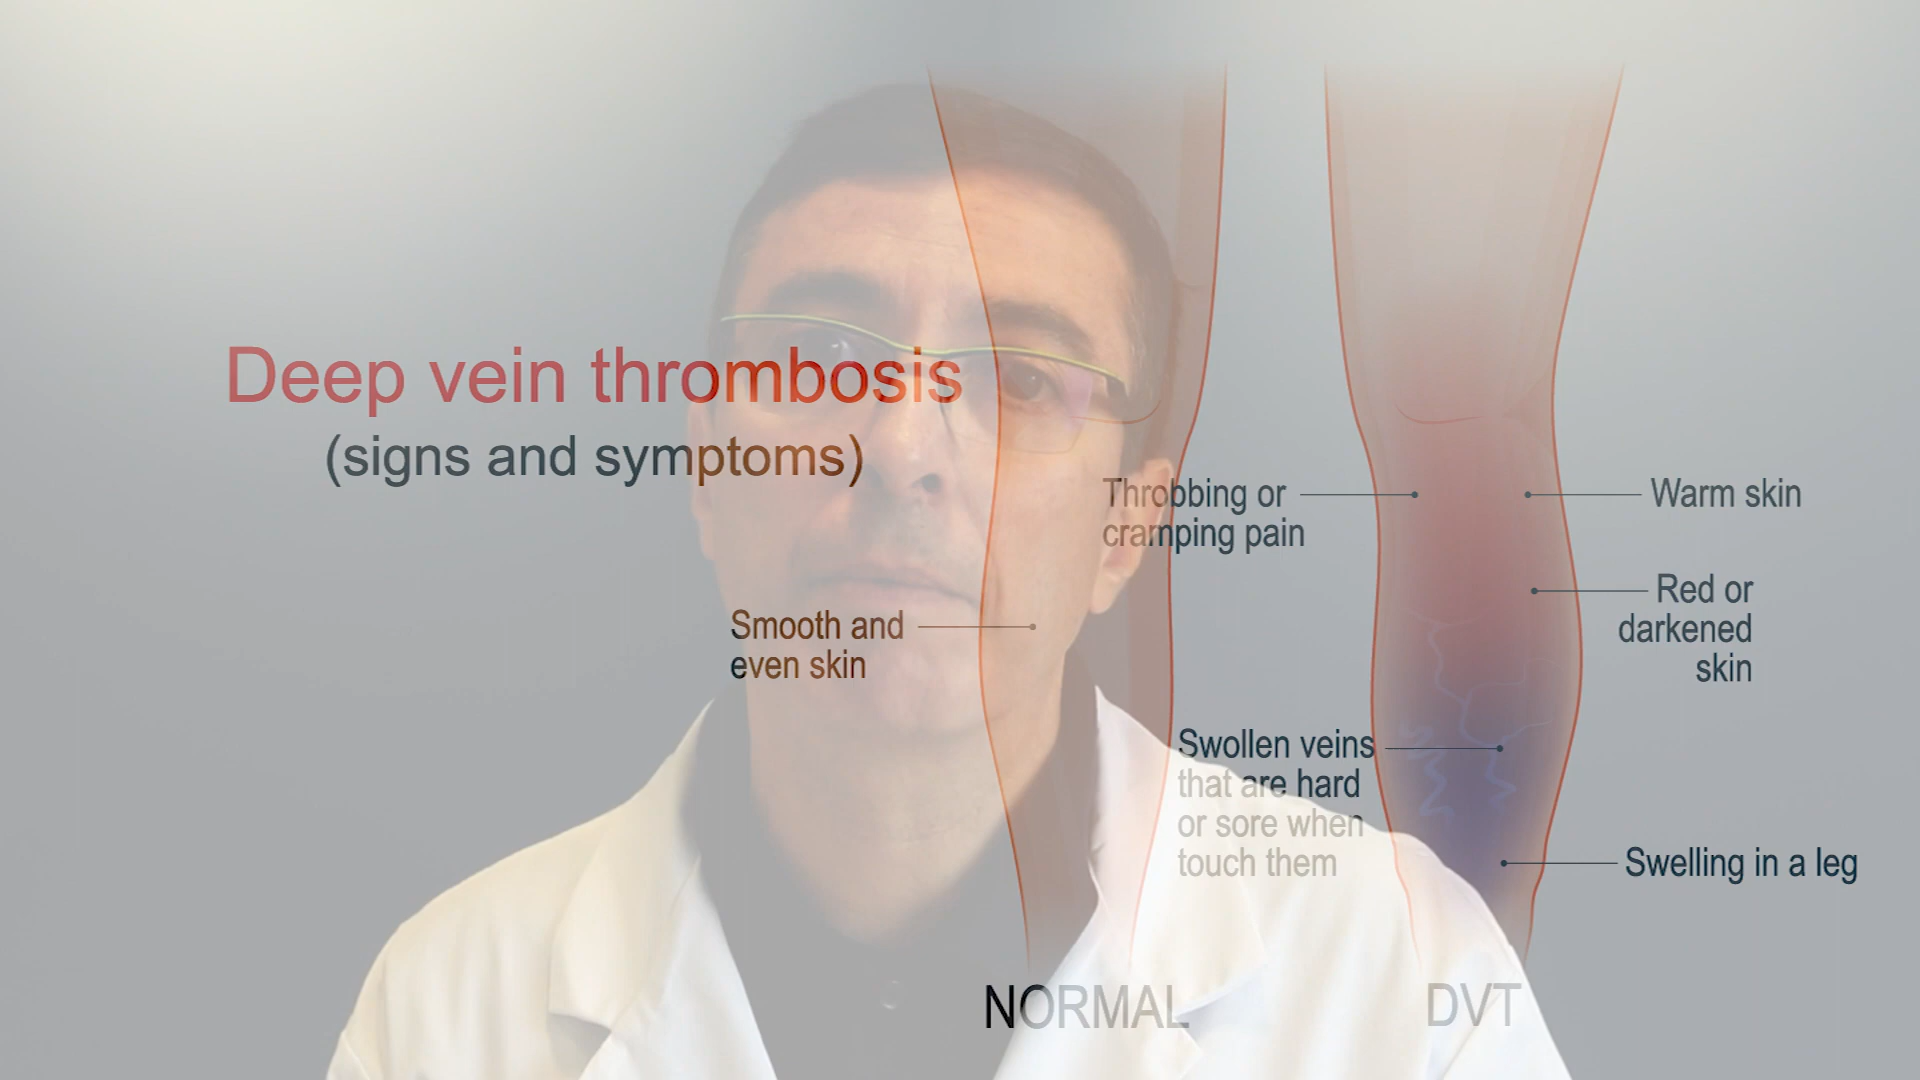 Deep vein thrombosis
(signs and symptoms)
Smooth and
even skin
Throbbing or
cramping pain
Swollen veins
that are hard
or sore when
touch them
Warm skin
Red or
darkened
skin
Swelling in a leg
NORMAL
DVT